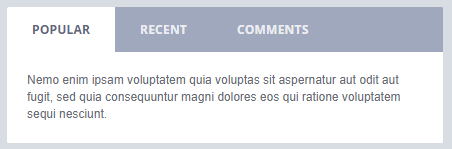 POPULAR RECENT COMMENTS
Nemo enim ipsam voluptatem quia voluptas sit aspernatur aut odit aut
fugit, sed quia consequuntur magni dolores eos qui ratione voluptatem
sequi nesciunt.